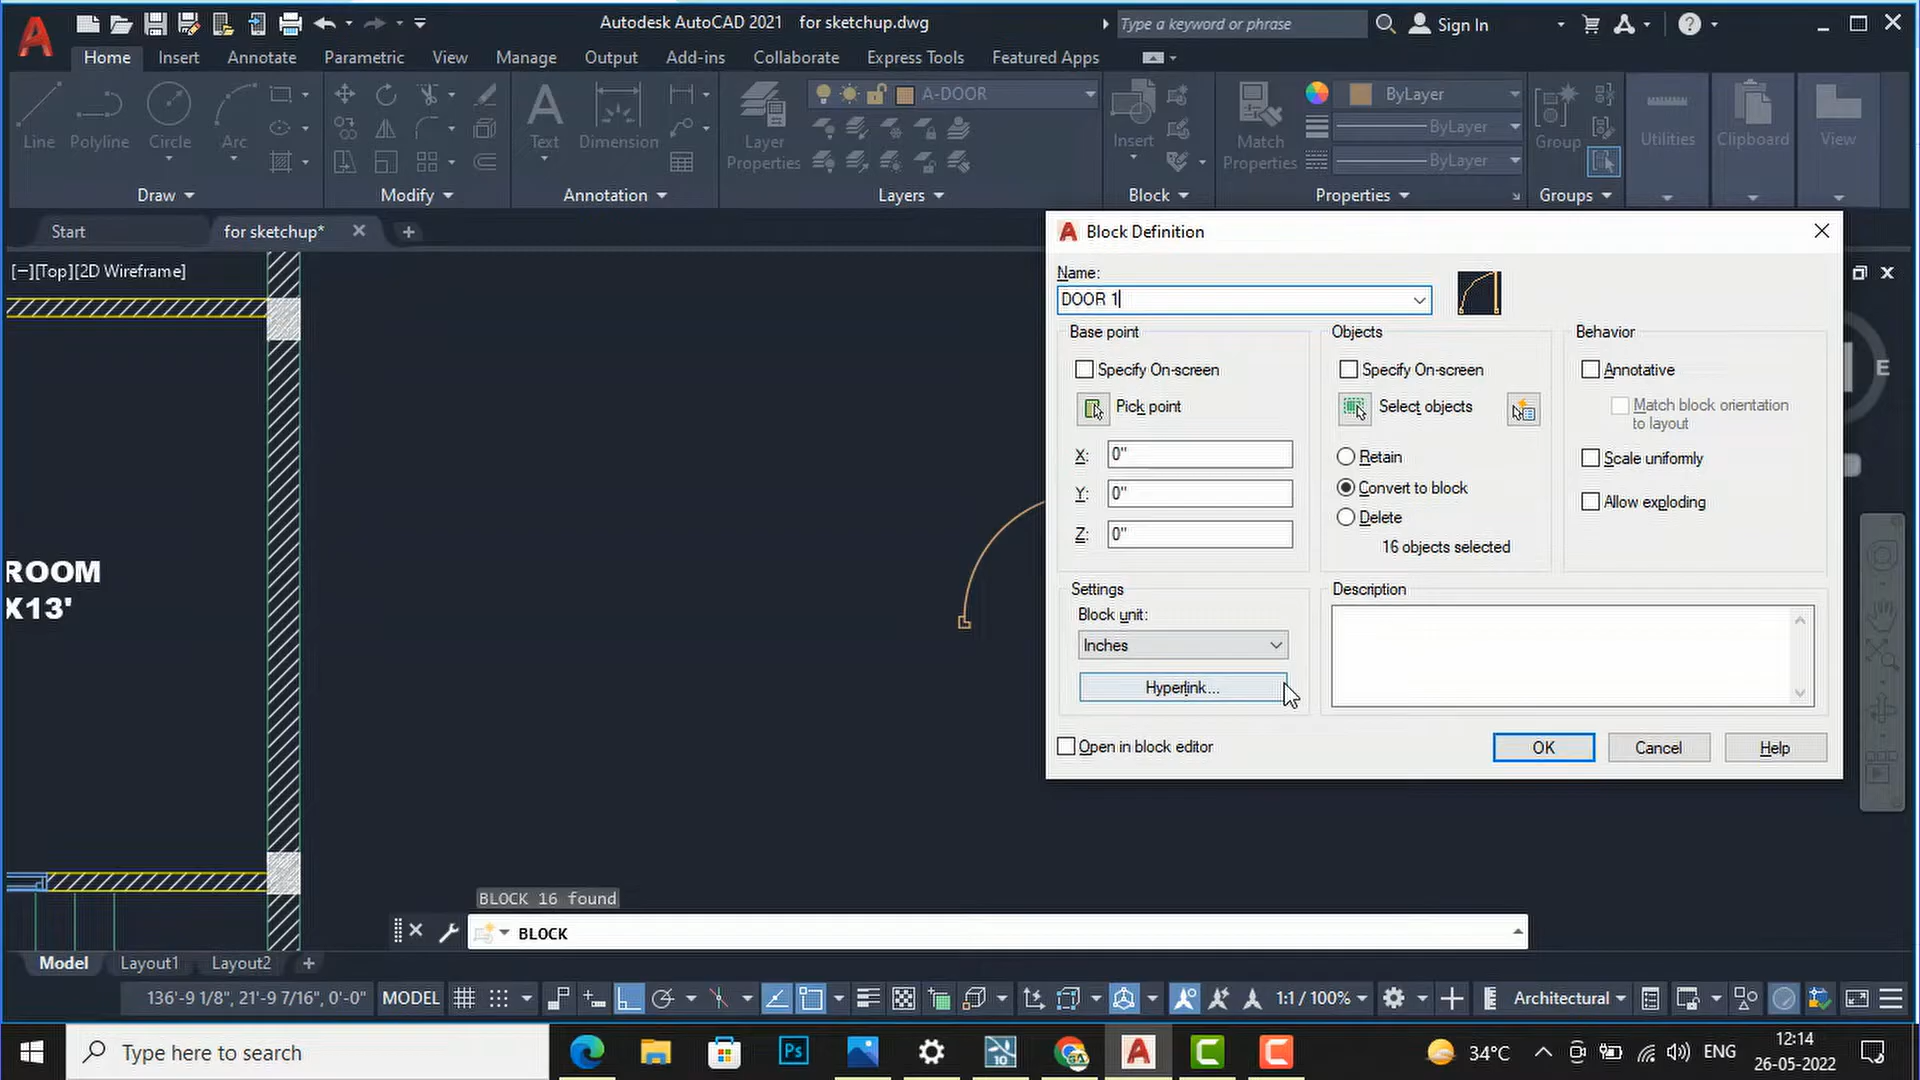 Autodesk AutoCAD 2021 for sketchup.dwg
Type a keyword or phrase
Sign In
Home Insert Annotate Parametric View Manage Output Add-ins Collaborate Express Tools Featured Apps
A-DOOR
ByLayer
ByLayer
ByLayer
Line Polyline Circle Arc
Text Dimension
Layer
Properties
Insert
Match
Properties
Group
Utilities
Clipboard
View
Draw Modify Annotation Layers Block Properties Groups
Start for sketchup*
[−][Top][2D Wireframe]
ROOM
X13'
E
Block Definition
Name:
DOOR 1
Base point
Specify On-screen
Pick point
X: 0"
Y: 0"
Z: 0"
Objects
Specify On-screen
Select objects
Retain
Convert to block
Delete
16 objects selected
Behavior
Annotative
Match block orientation
to layout
Scale uniformly
Allow exploding
Settings
Block unit:
Inches
Hyperlink...
Description
Open in block editor
OK Cancel Help
BLOCK 16 found
BLOCK
Model Layout1 Layout2
136'-9 1/8", 21'-9 7/16", 0'-0" MODEL 1:1 / 100% Architectural
Type here to search
Ps
10
34°C
ENG
12:14
26-05-2022